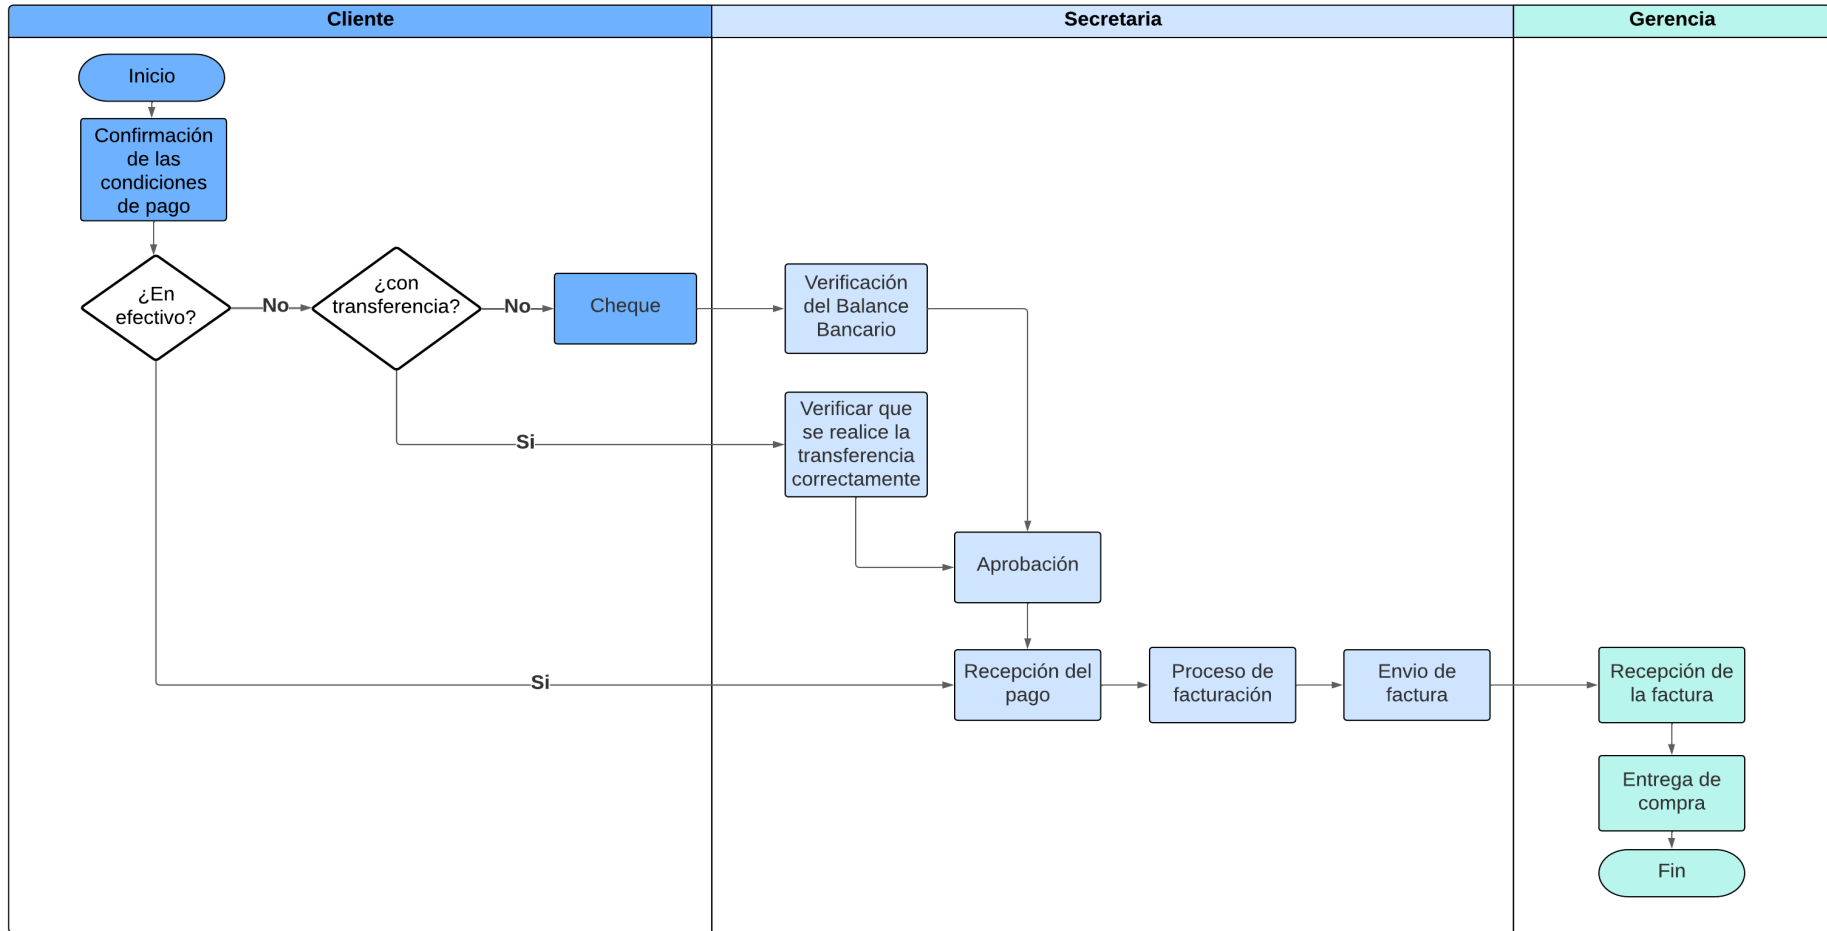 Cliente
Secretaria
Gerencia
Inicio
Confirmación
de las
condiciones
de pago
¿En
efectivo?
No
¿con
transferencia?
No
Cheque
Verificación
del Balance
Bancario
Si
Verificar que
se realice la
transferencia
correctamente
Aprobación
Si
Recepción del
pago
Proceso de
facturación
Envio de
factura
Recepción de
la factura
Entrega de
compra
Fin